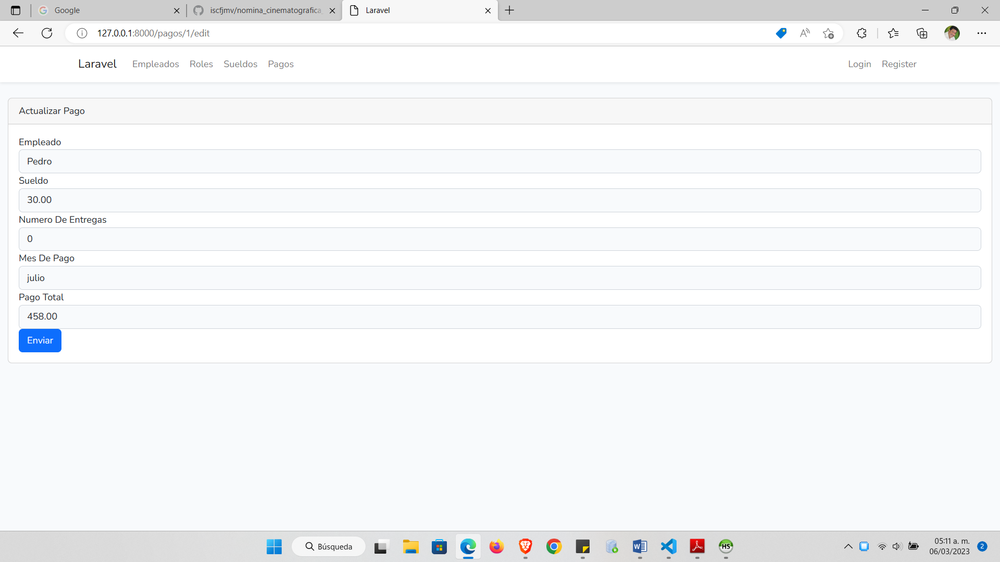 Google
iscfjmv/nomina_cinematografica_
Laravel
127.0.0.1:8000/pagos/1/edit
Laravel Empleados Roles Sueldos Pagos Login Register
Actualizar Pago
Empleado
Pedro
Sueldo
30.00
Numero De Entregas
0
Mes De Pago
julio
Pago Total
458.00
Enviar
Búsqueda
HS
05:11 a. m.
06/03/2023
2